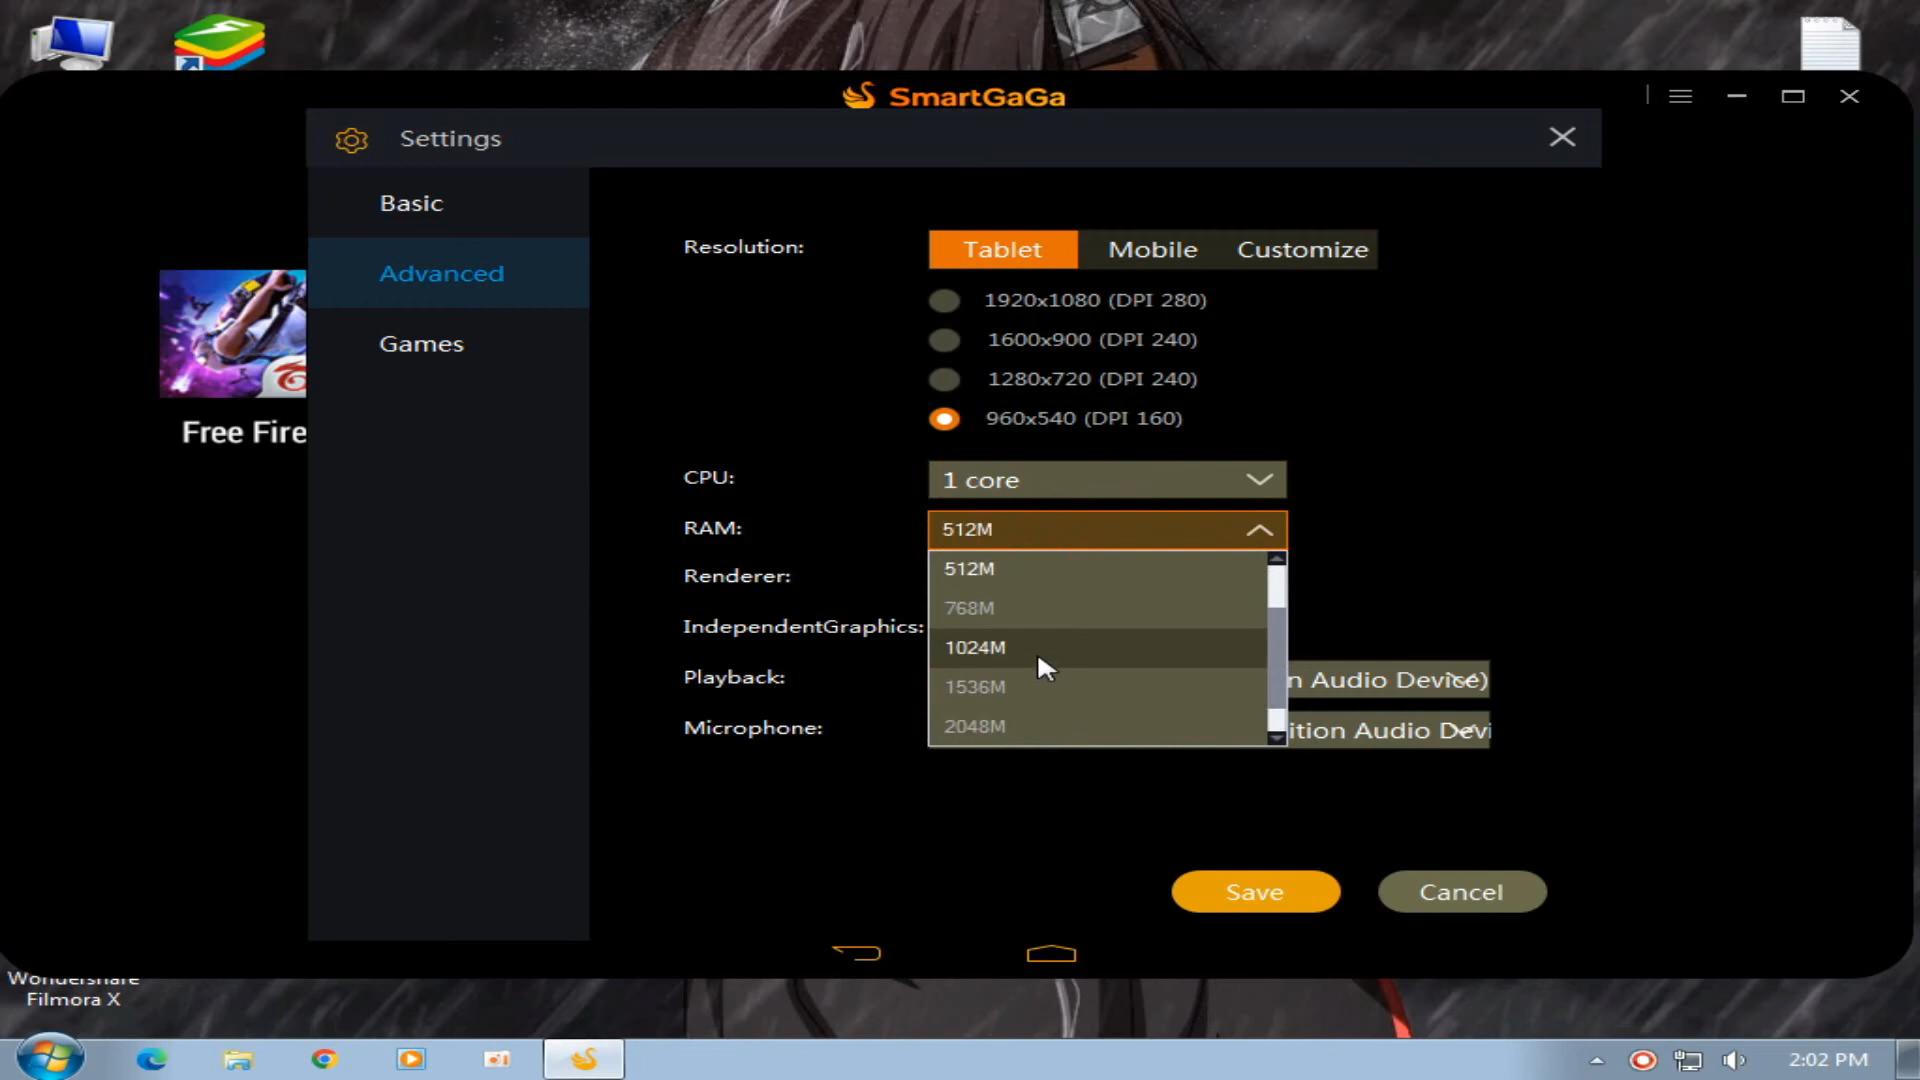 SmartGaGa
Settings
Basic
Advanced
Games
Free Fire
Resolution:
Tablet Mobile Customize
1920x1080 (DPI 280)
1600x900 (DPI 240)
1280x720 (DPI 240)
960x540 (DPI 160)
CPU: 1 core
RAM: 512M
512M
768M
1024M
1536M
2048M
Renderer:
IndependentGraphics:
Playback: n Audio Device)
Microphone: ition Audio Devi
Save Cancel
Wondershare
Filmora X
2:02 PM